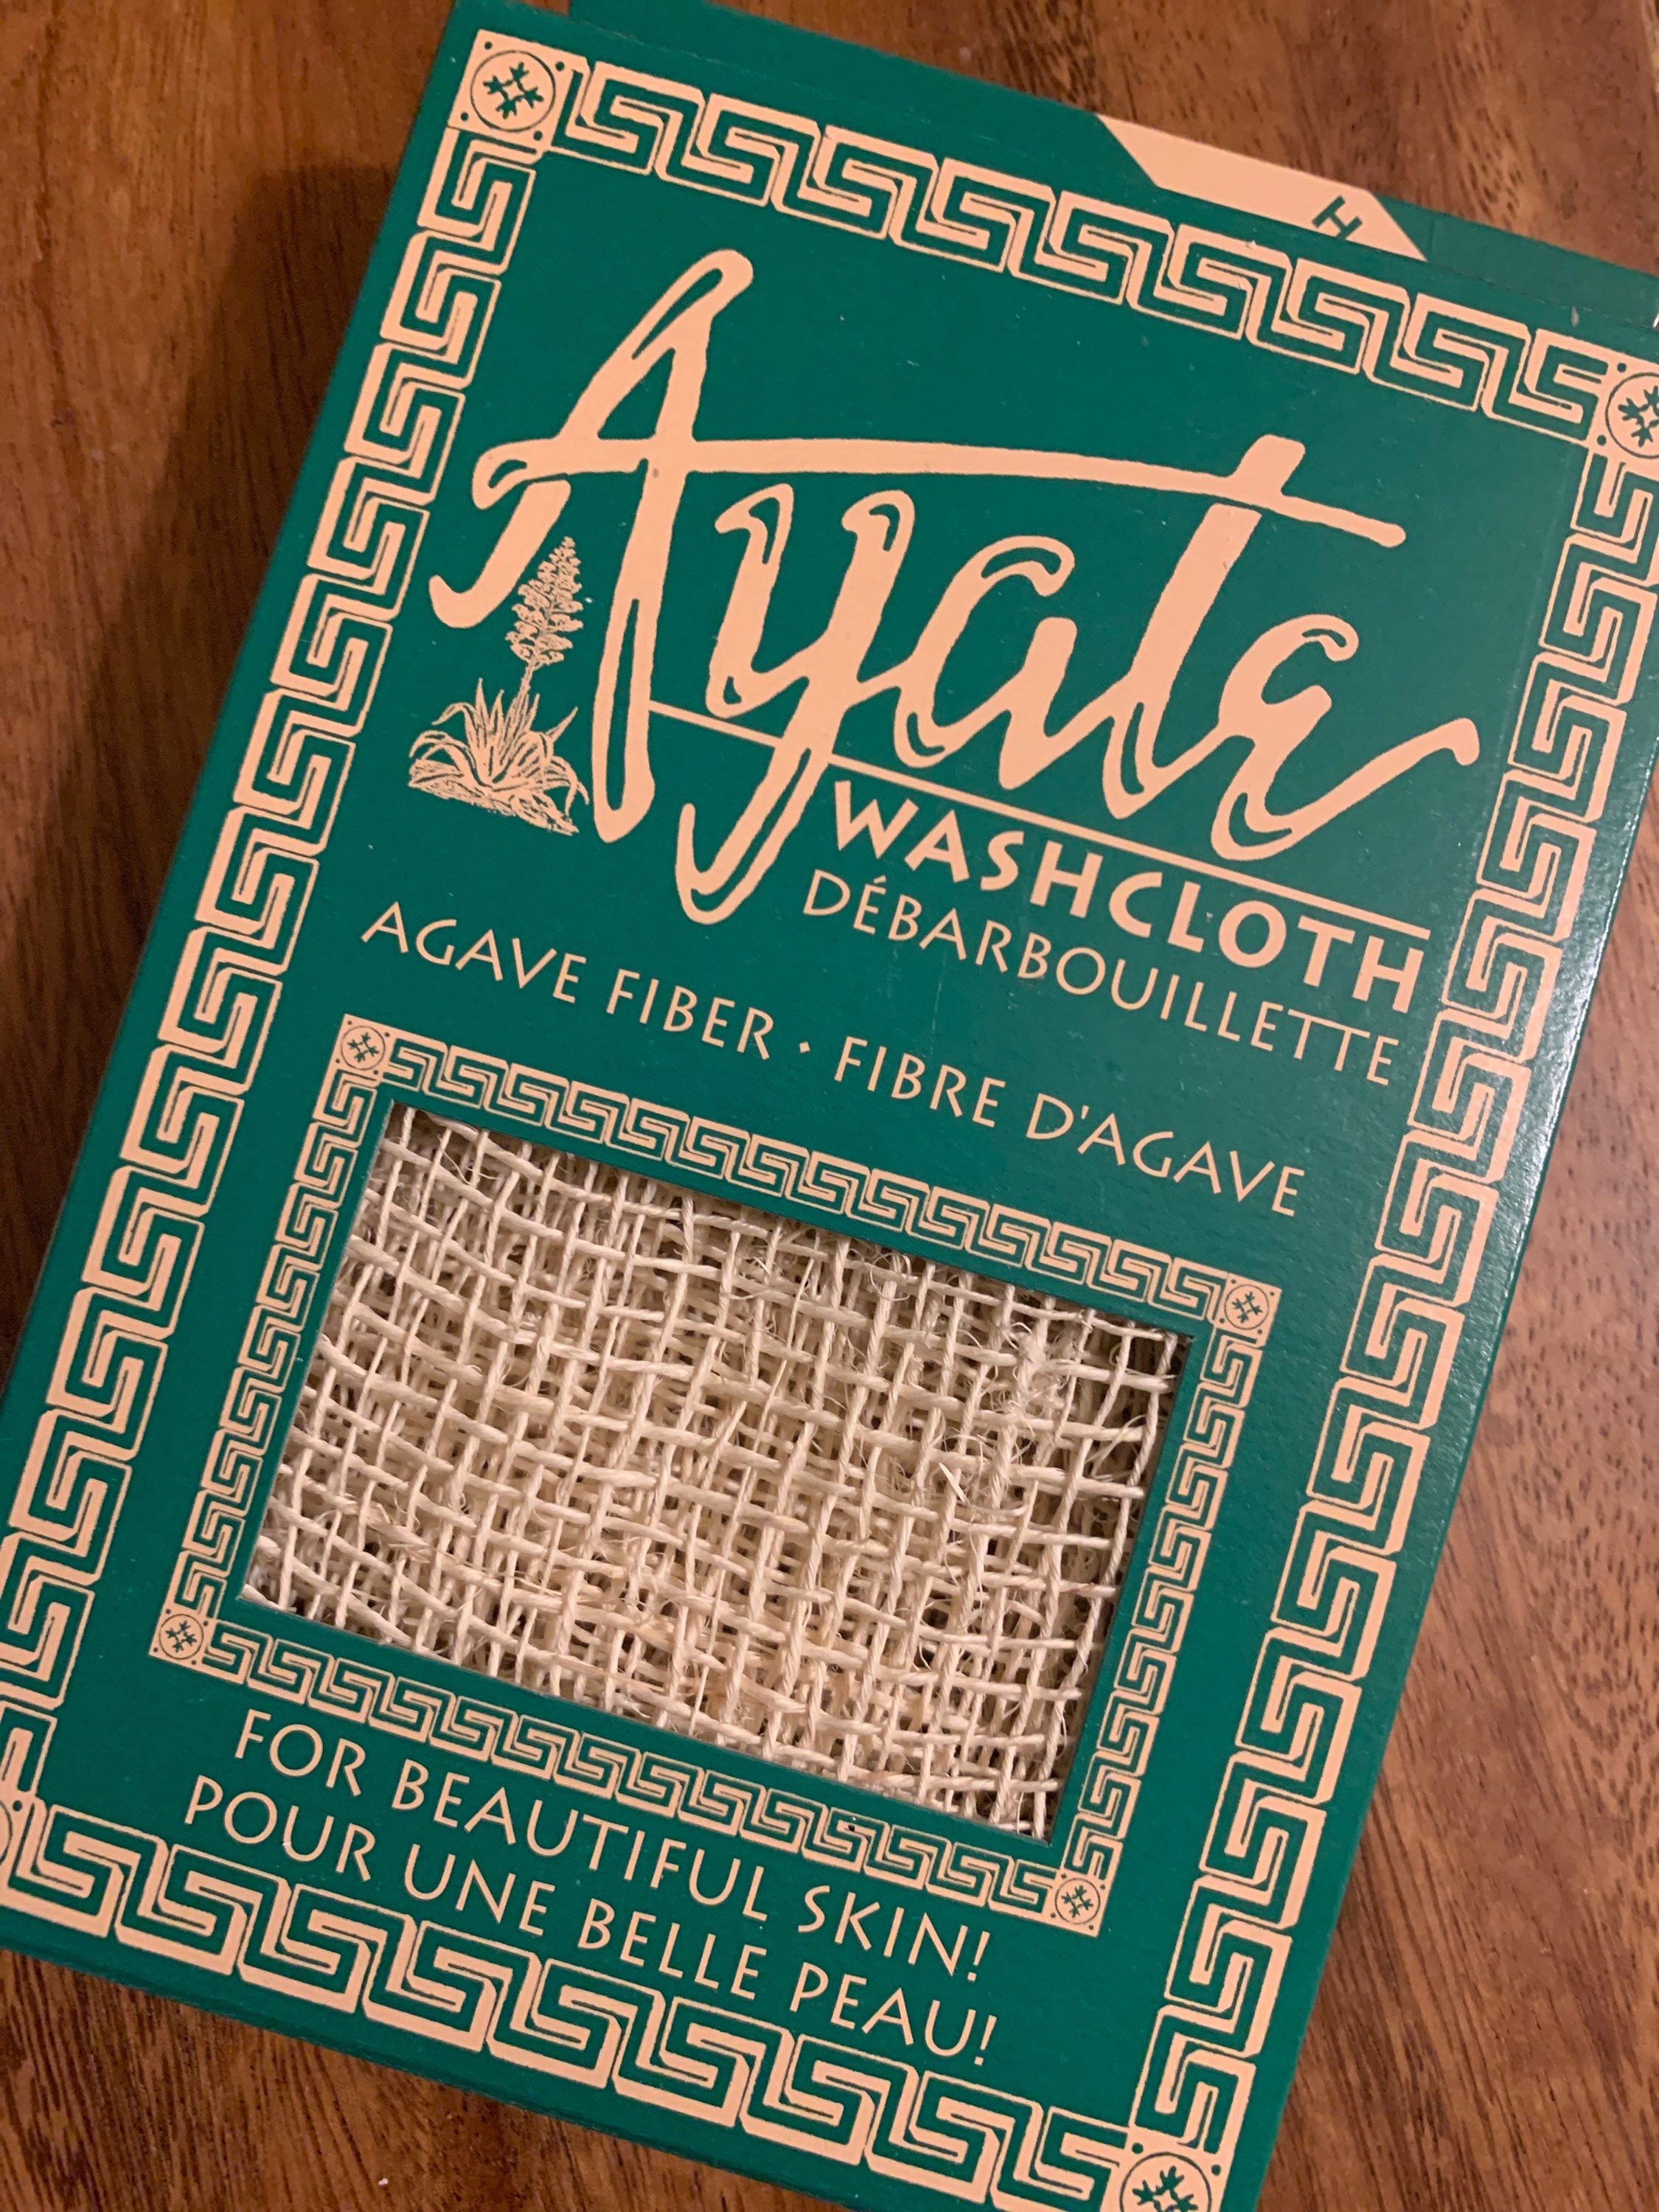 H
Ayate
WASHCLOTH
DÉBARBOUILLETTE
AGAVE FIBER • FIBRE D'AGAVE
FOR BEAUTIFUL SKIN!
POUR UNE BELLE PEAU!